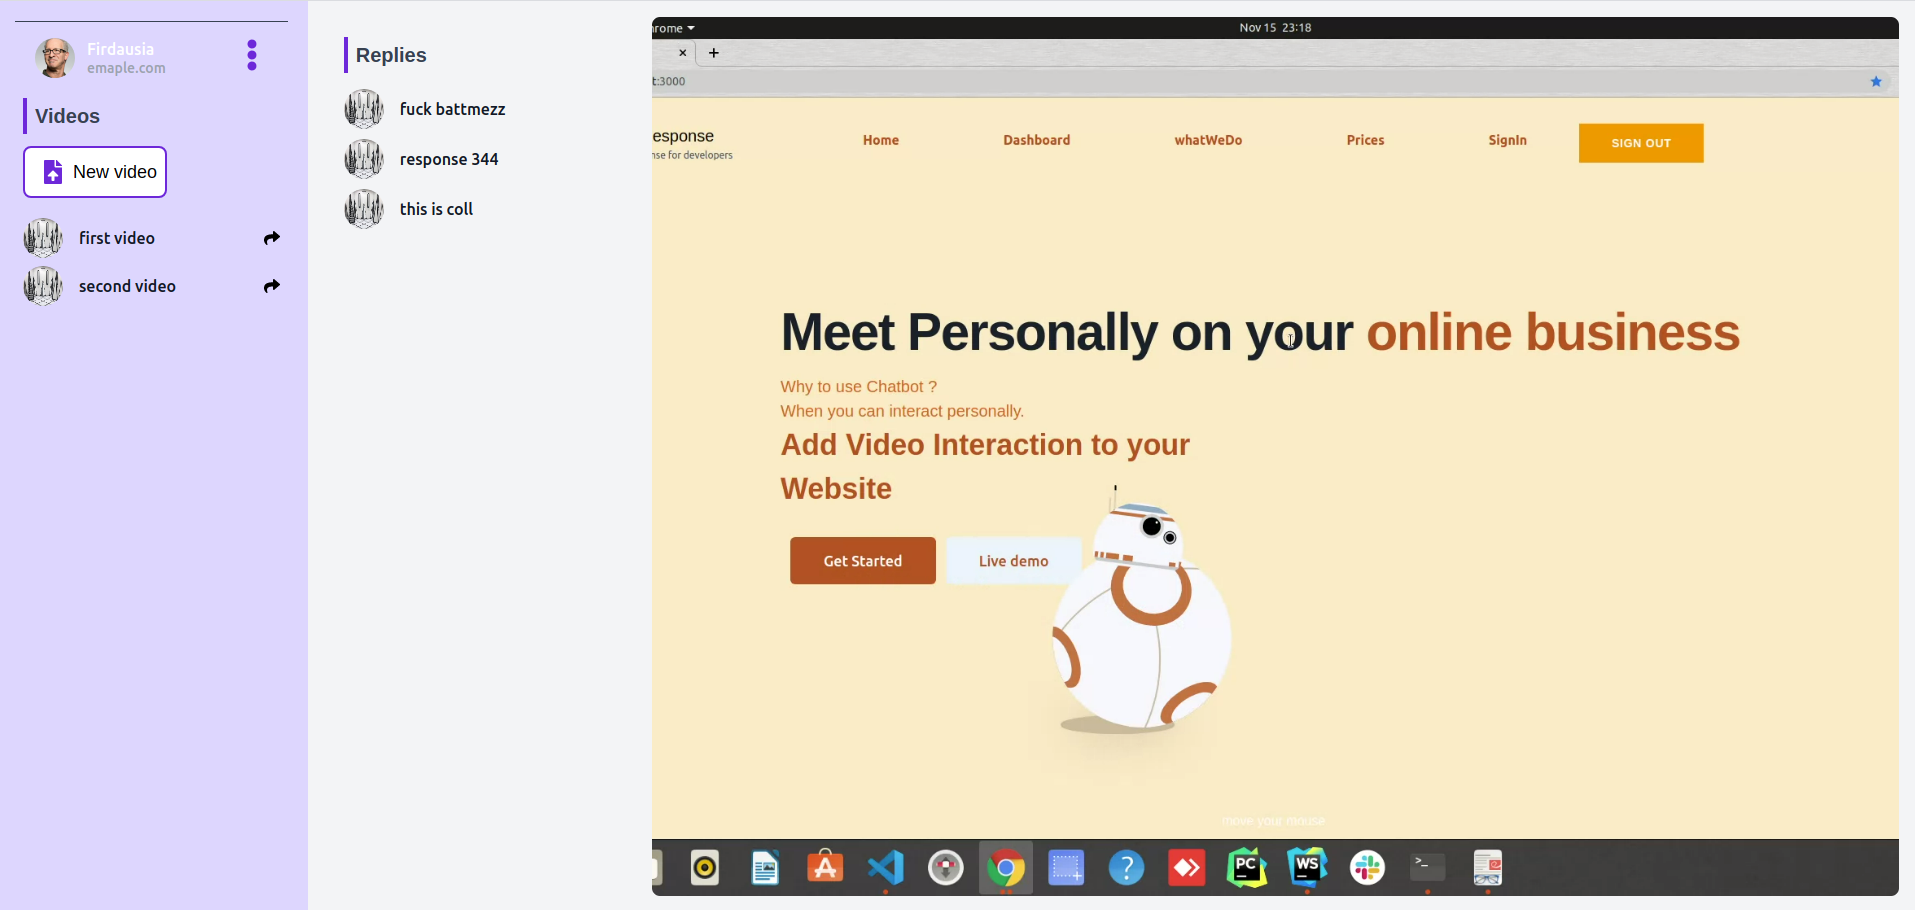 Firdausia
emaple.com
Videos
New video
first video
second video
Replies
fuck battmezz
response 344
this is coll
hrome
Nov 15 23:18
× +
t:3000
esponse
nse for developers
Home
Dashboard
whatWeDo
Prices
SignIn
SIGN OUT
Meet Personally on your online business
Why to use Chatbot ?
When you can interact personally.
Add Video Interaction to your
Website
Get Started
Live demo
move your mouse
A
?
PC
WS
>_